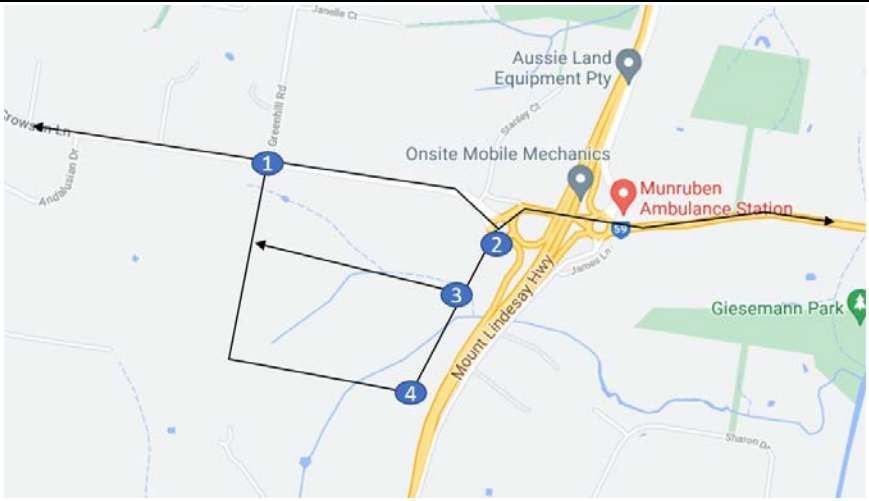 Janelle Ct
Aussie Land
Equipment Pty
Greenhill Rd
Stanley Ct
Crowson Ln
Onsite Mobile Mechanics
1
Andalusian Dr
Munruben
Ambulance Station
59
2
James Ln
3
Giesemann Park
Mount Lindesay Hwy
4
Sharon Dr